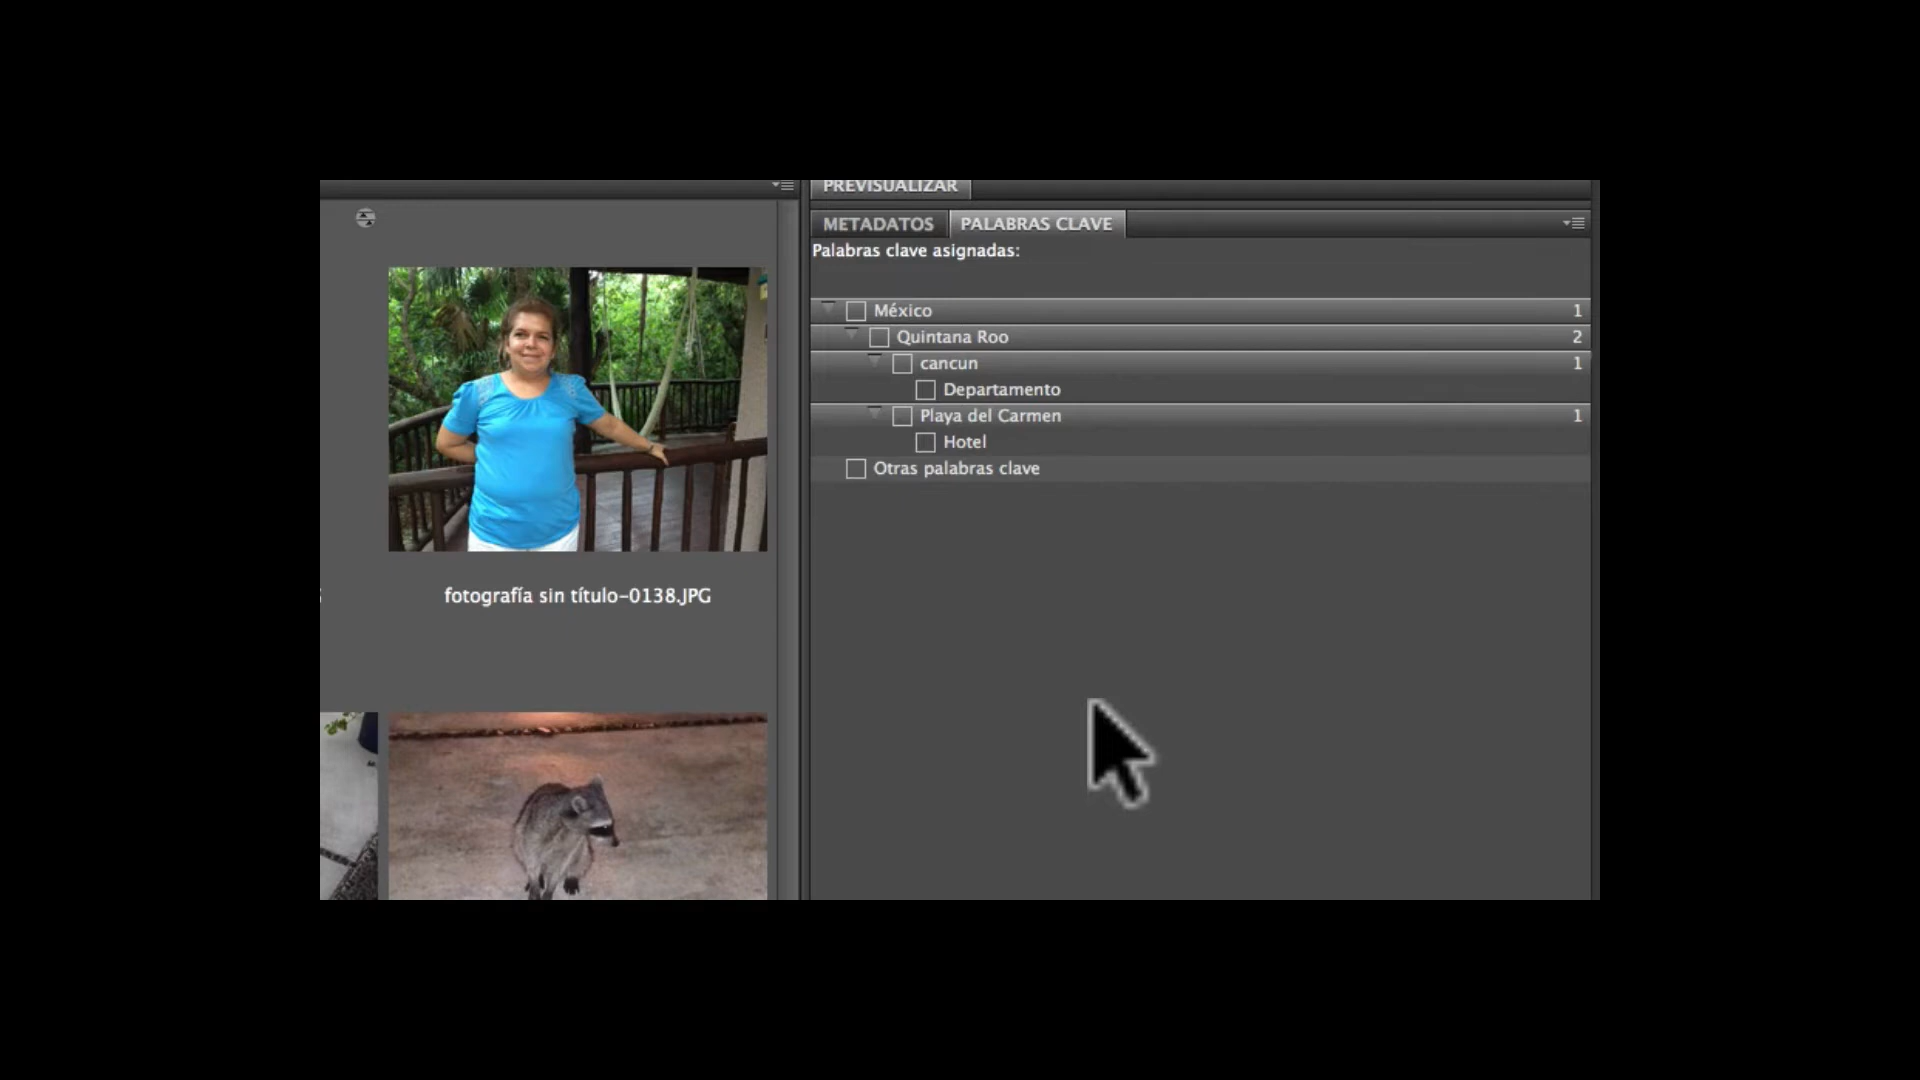 PREVISUALIZAR
METADATOS PALABRAS CLAVE
Palabras clave asignadas:
México 1
Quintana Roo 2
cancun 1
Departamento
Playa del Carmen 1
Hotel
Otras palabras clave
fotografía sin título-0138.JPG